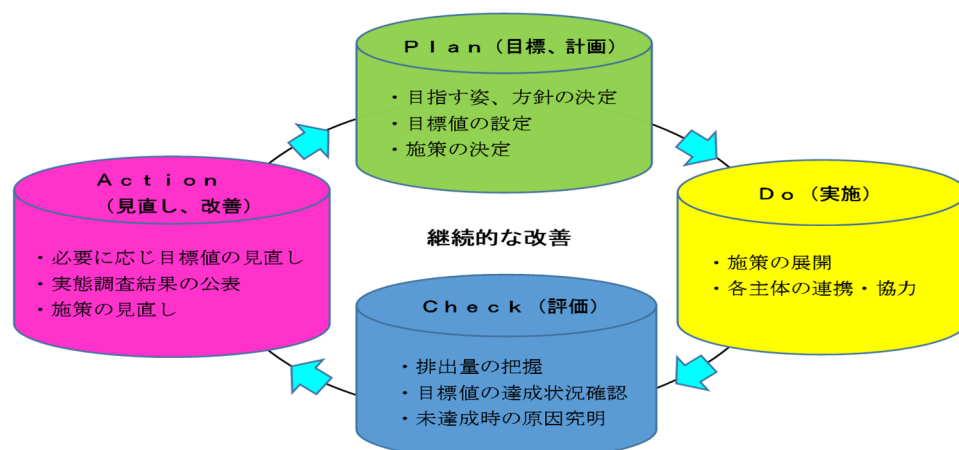 Plan（目標、計画）
・目指す姿、方針の決定
・目標値の設定
・施策の決定
Do（実施）
・施策の展開
・各主体の連携・協力
Check（評価）
・排出量の把握
・目標値の達成状況確認
・未達成時の原因究明
Action
（見直し、改善）
・必要に応じ目標値の見直し
・実態調査結果の公表
・施策の見直し
継続的な改善